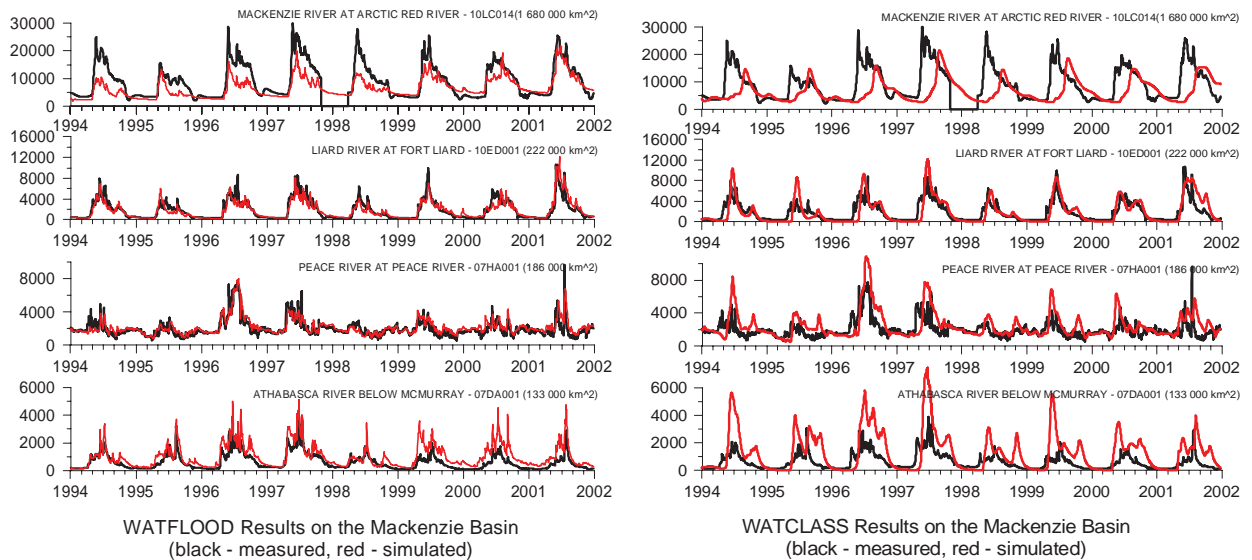 MACKENZIE RIVER AT ARCTIC RED RIVER - 10LC014(1 680 000 km^2)
30000
20000
10000
0
1994 1995 1996 1997 1998 1999 2000 2001 2002
LIARD RIVER AT FORT LIARD - 10ED001 (222 000 km^2)
16000
12000
8000
4000
0
1994 1995 1996 1997 1998 1999 2000 2001 2002
PEACE RIVER AT PEACE RIVER - 07HA001 (186 000 km^2)
8000
4000
0
1994 1995 1996 1997 1998 1999 2000 2001 2002
ATHABASCA RIVER BELOW MCMURRAY - 07DA001 (133 000 km^2)
6000
4000
2000
0
1994 1995 1996 1997 1998 1999 2000 2001 2002
WATFLOOD Results on the Mackenzie Basin
(black - measured, red - simulated)
MACKENZIE RIVER AT ARCTIC RED RIVER - 10LC014(1 680 000 km^2)
30000
20000
10000
0
1994 1995 1996 1997 1998 1999 2000 2001 2002
LIARD RIVER AT FORT LIARD - 10ED001 (222 000 km^2)
16000
12000
8000
4000
0
1994 1995 1996 1997 1998 1999 2000 2001 2002
PEACE RIVER AT PEACE RIVER - 07HA001 (186 000 km^2)
8000
4000
0
1994 1995 1996 1997 1998 1999 2000 2001 2002
ATHABASCA RIVER BELOW MCMURRAY - 07DA001 (133 000 km^2)
6000
4000
2000
0
1994 1995 1996 1997 1998 1999 2000 2001 2002
WATCLASS Results on the Mackenzie Basin
(black - measured, red - simulated)